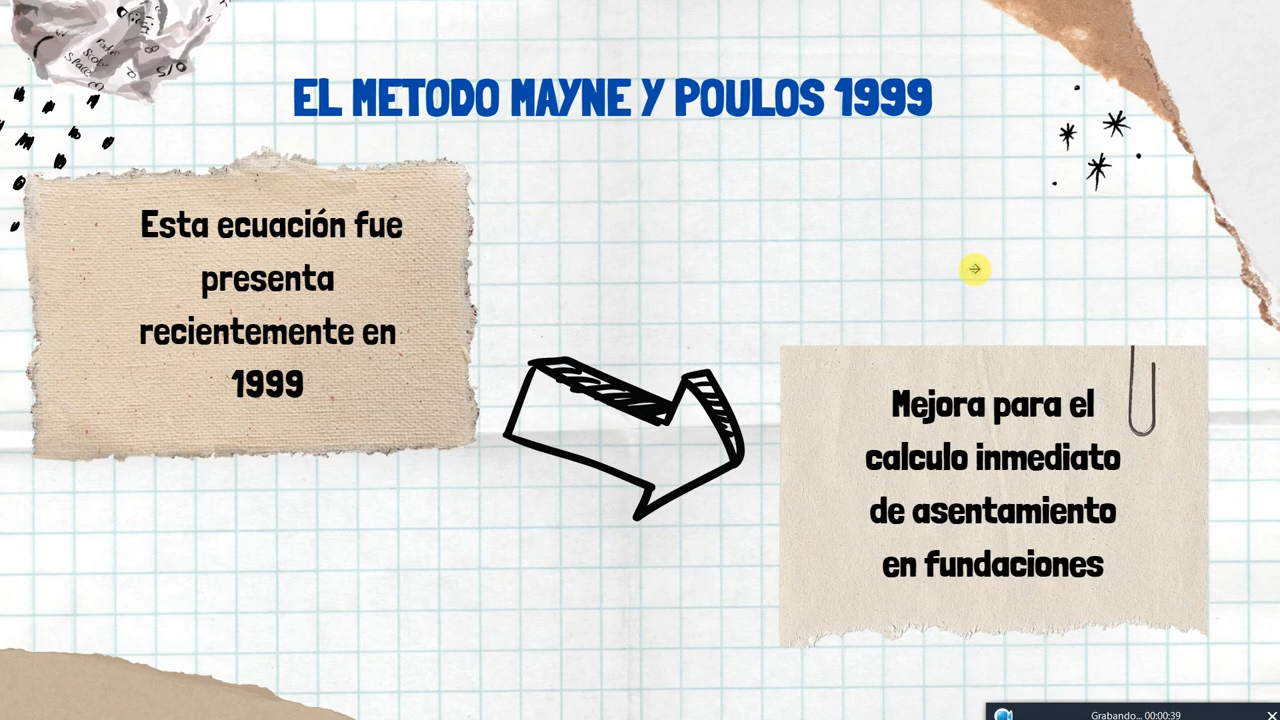 EL METODO MAYNE Y POULOS 1999
Esta ecuación fue
presenta
recientemente en
1999
Mejora para el
calculo inmediato
de asentamiento
en fundaciones
Grabando... 00:00:39